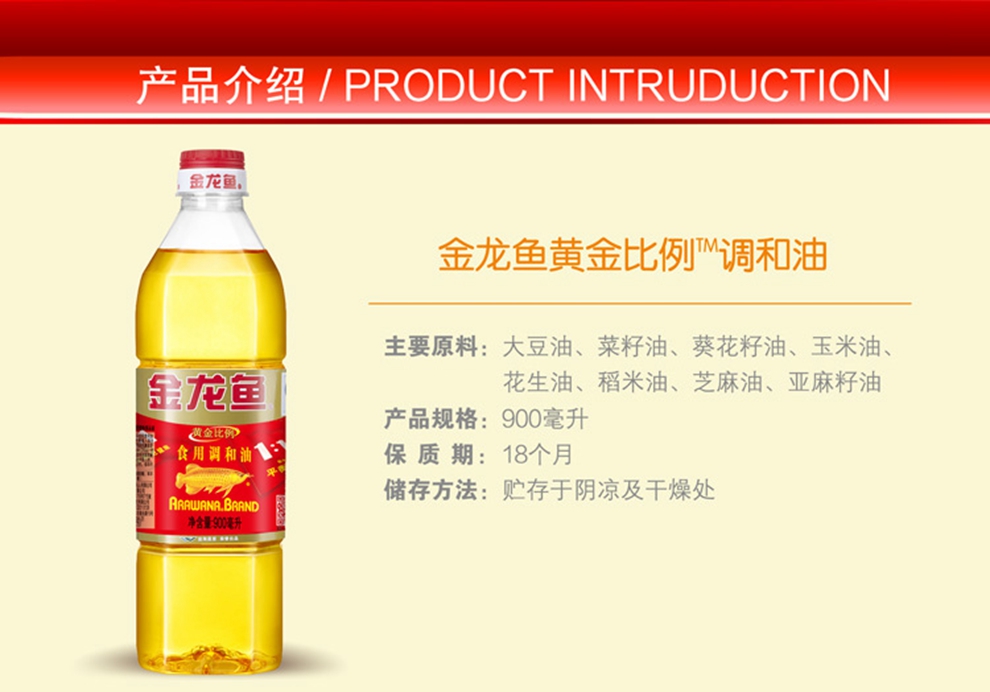 产品介绍 / PRODUCT INTRUDUCTION
金龙鱼
金龙鱼黄金比例™调和油
主要原料：大豆油、菜籽油、葵花籽油、玉米油、
花生油、稻米油、芝麻油、亚麻籽油
产品规格：900毫升
保 质 期：18个月
储存方法：贮存于阴凉及干燥处
金龙鱼
黄金比例
食用调和油
ARAWANA BRAND
净含量:900毫升